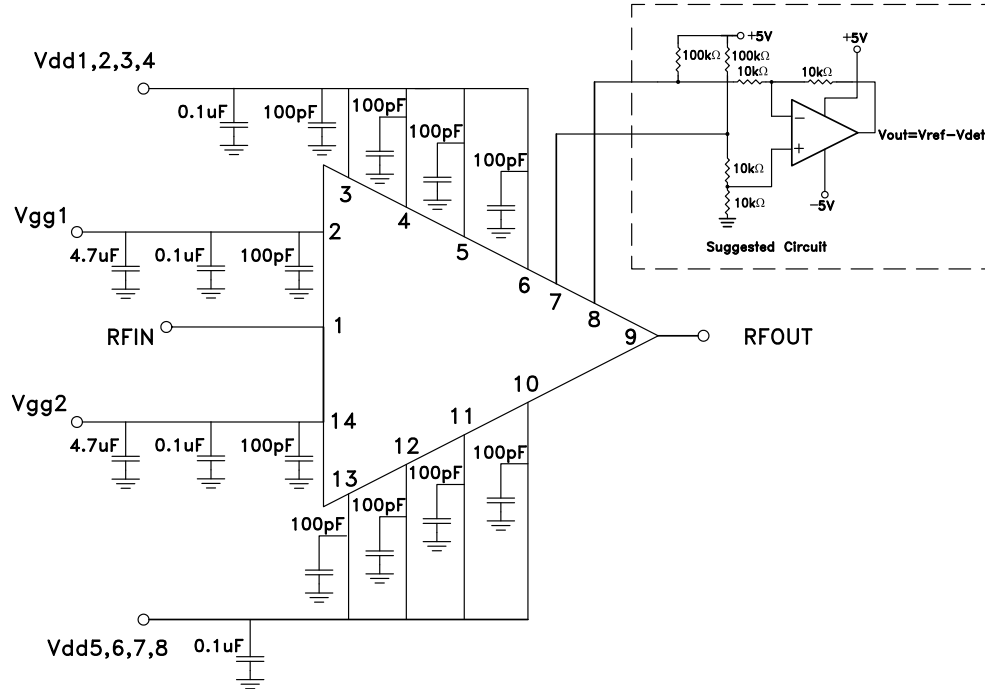 Vdd1,2,3,4
0.1uF
100pF
100pF
100pF
100pF
+5V
+5V
100kΩ
100kΩ
10kΩ
10kΩ
−
+
Vout=Vref-Vdet
10kΩ
10kΩ
-5V
Suggested Circuit
Vgg1
4.7uF
0.1uF
100pF
3
4
5
6
7
8
2
1
RFIN
9
RFOUT
10
Vgg2
4.7uF
0.1uF
100pF
14
11
12
13
100pF
100pF
100pF
100pF
Vdd5,6,7,8
0.1uF